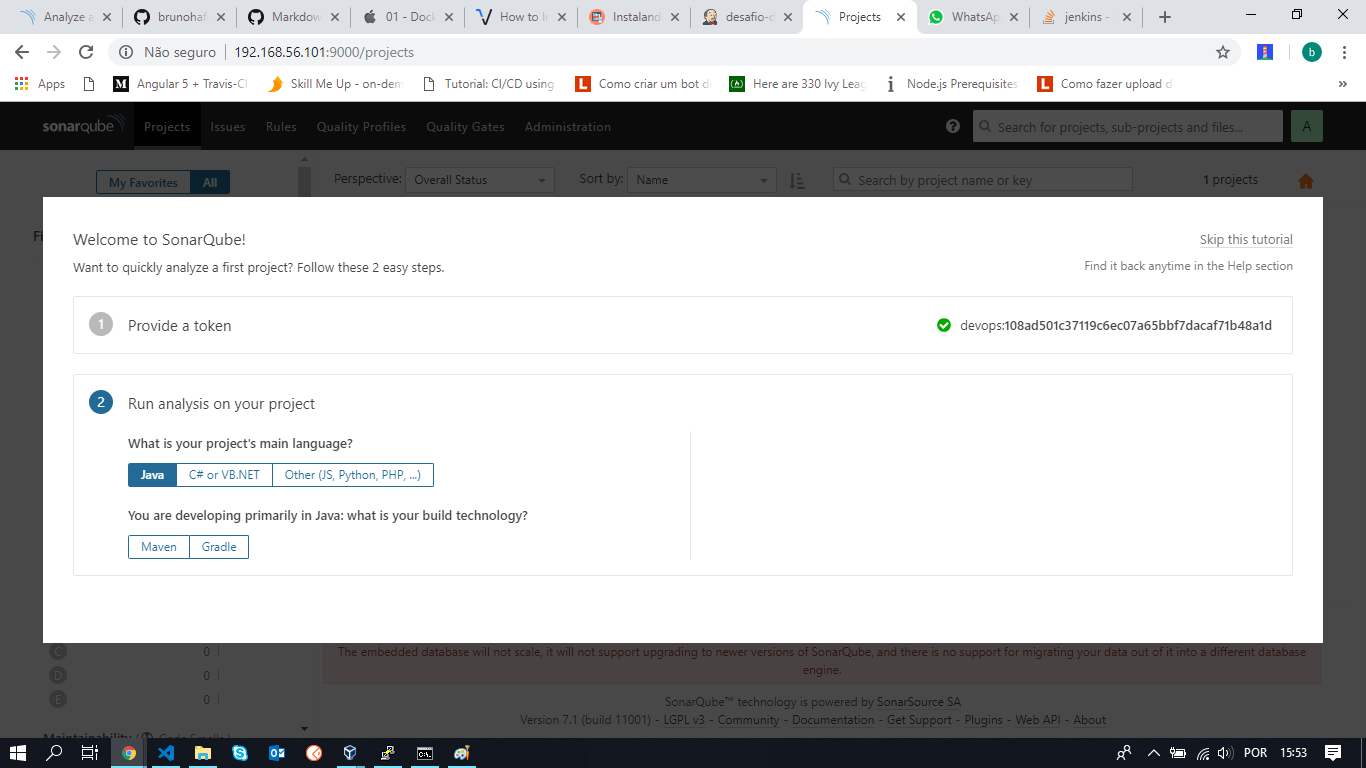 Analyze a
brunohaf
Markdow
01 - Dock
How to In
Instaland
desafio-d
Projects
WhatsAp
jenkins -
Não seguro 192.168.56.101:9000/projects
Apps Angular 5 + Travis-CI Skill Me Up - on-dem Tutorial: CI/CD using Como criar um bot d Here are 330 Ivy Leag Node.js Prerequisites Como fazer upload d »
sonarqube Projects Issues Rules Quality Profiles Quality Gates Administration Search for projects, sub-projects and files... A
My Favorites All Perspective: Overall Status Sort by: Name Search by project name or key 1 projects
Fi
Welcome to SonarQube! Skip this tutorial
Want to quickly analyze a first project? Follow these 2 easy steps. Find it back anytime in the Help section
1 Provide a token devops:108ad501c37119c6ec07a65bbf7dacaf71b48a1d
2 Run analysis on your project
What is your project's main language?
Java C# or VB.NET Other (JS, Python, PHP, ...)
You are developing primarily in Java: what is your build technology?
Maven Gradle
C 0
D 0
E 0
The embedded database will not scale, it will not support upgrading to newer versions of SonarQube, and there is no support for migrating your data out of it into a different database
engine.
SonarQube™ technology is powered by SonarSource SA
Version 7.1 (build 11001) - LGPL v3 - Community - Documentation - Get Support - Plugins - Web API - About
Maintainability ( Code Smells )
POR 15:53